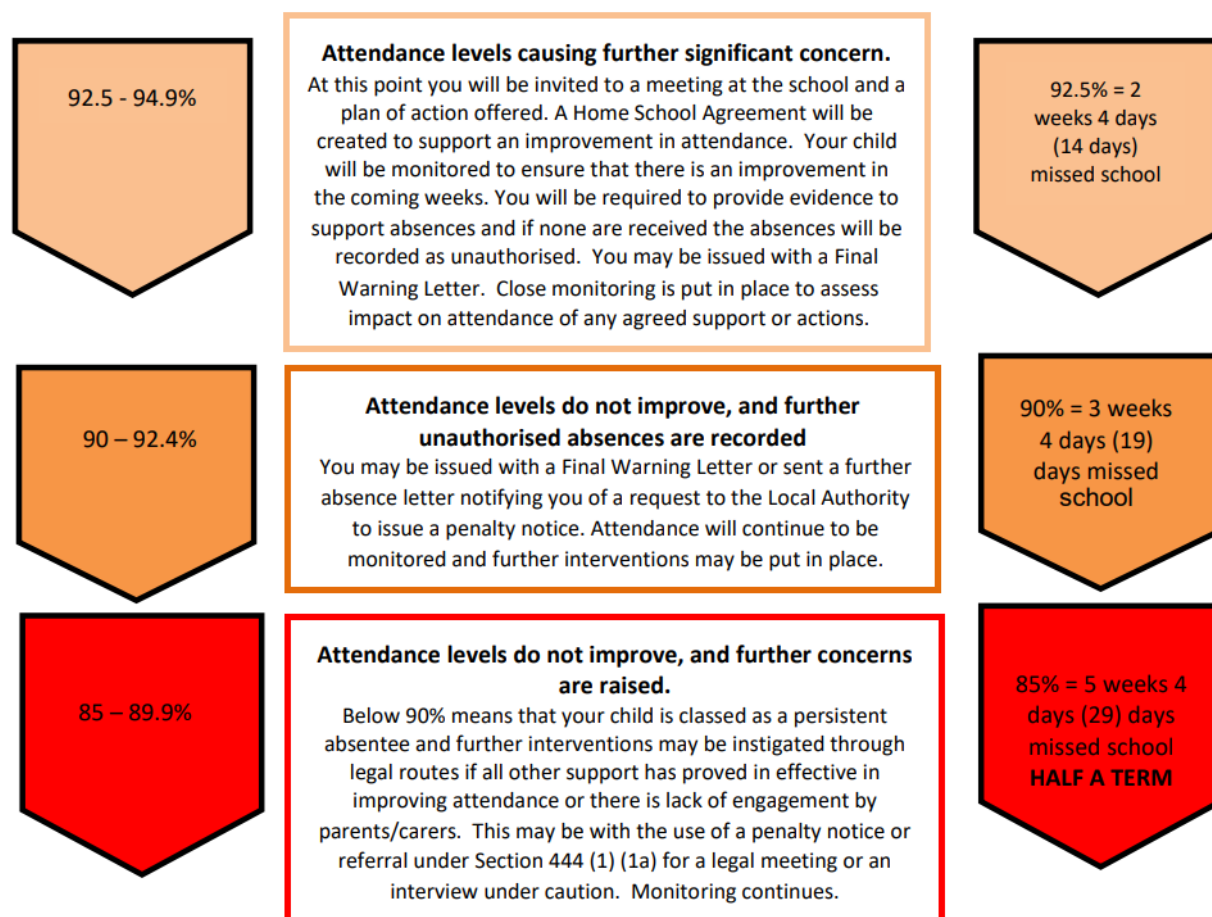 92.5 - 94.9%
Attendance levels causing further significant concern.
At this point you will be invited to a meeting at the school and a
plan of action offered. A Home School Agreement will be
created to support an improvement in attendance.  Your child
will be monitored to ensure that there is an improvement in
the coming weeks. You will be required to provide evidence to
support absences and if none are received the absences will be
recorded as unauthorised.  You may be issued with a Final
Warning Letter.  Close monitoring is put in place to assess
impact on attendance of any agreed support or actions.
92.5% = 2
weeks 4 days
(14 days)
missed school
90 – 92.4%
Attendance levels do not improve, and further
unauthorised absences are recorded
You may be issued with a Final Warning Letter or sent a further
absence letter notifying you of a request to the Local Authority
to issue a penalty notice. Attendance will continue to be
monitored and further interventions may be put in place.
90% = 3 weeks
4 days (19)
days missed
school
85 – 89.9%
Attendance levels do not improve, and further concerns
are raised.
Below 90% means that your child is classed as a persistent
absentee and further interventions may be instigated through
legal routes if all other support has proved in effective in
improving attendance or there is lack of engagement by
parents/carers.  This may be with the use of a penalty notice or
referral under Section 444 (1) (1a) for a legal meeting or an
interview under caution.  Monitoring continues.
85% = 5 weeks 4
days (29) days
missed school
HALF A TERM